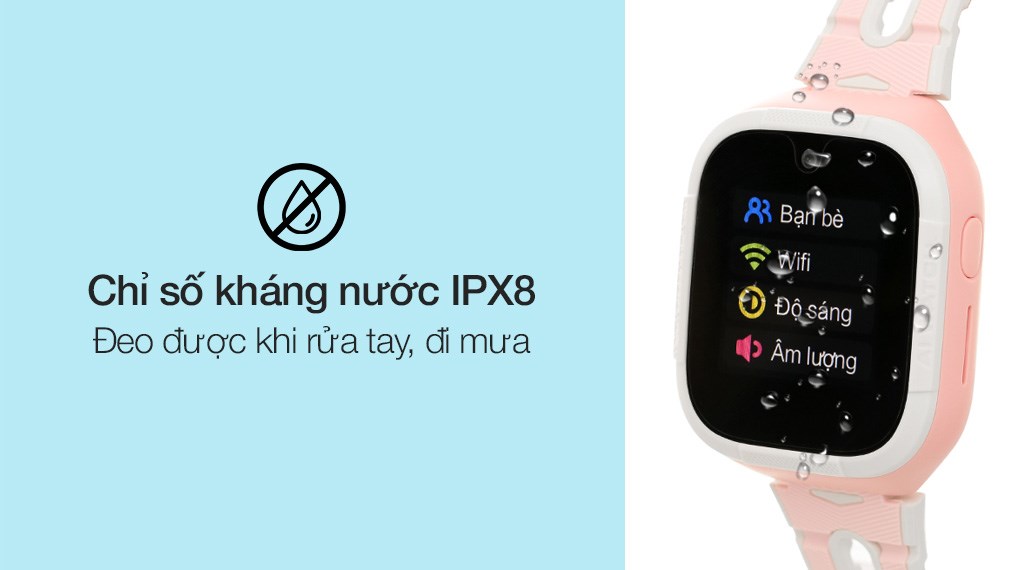 Chỉ số kháng nước IPX8
Đeo được khi rửa tay, đi mưa
Bạn bè
Wifi
Độ sáng
Âm lượng